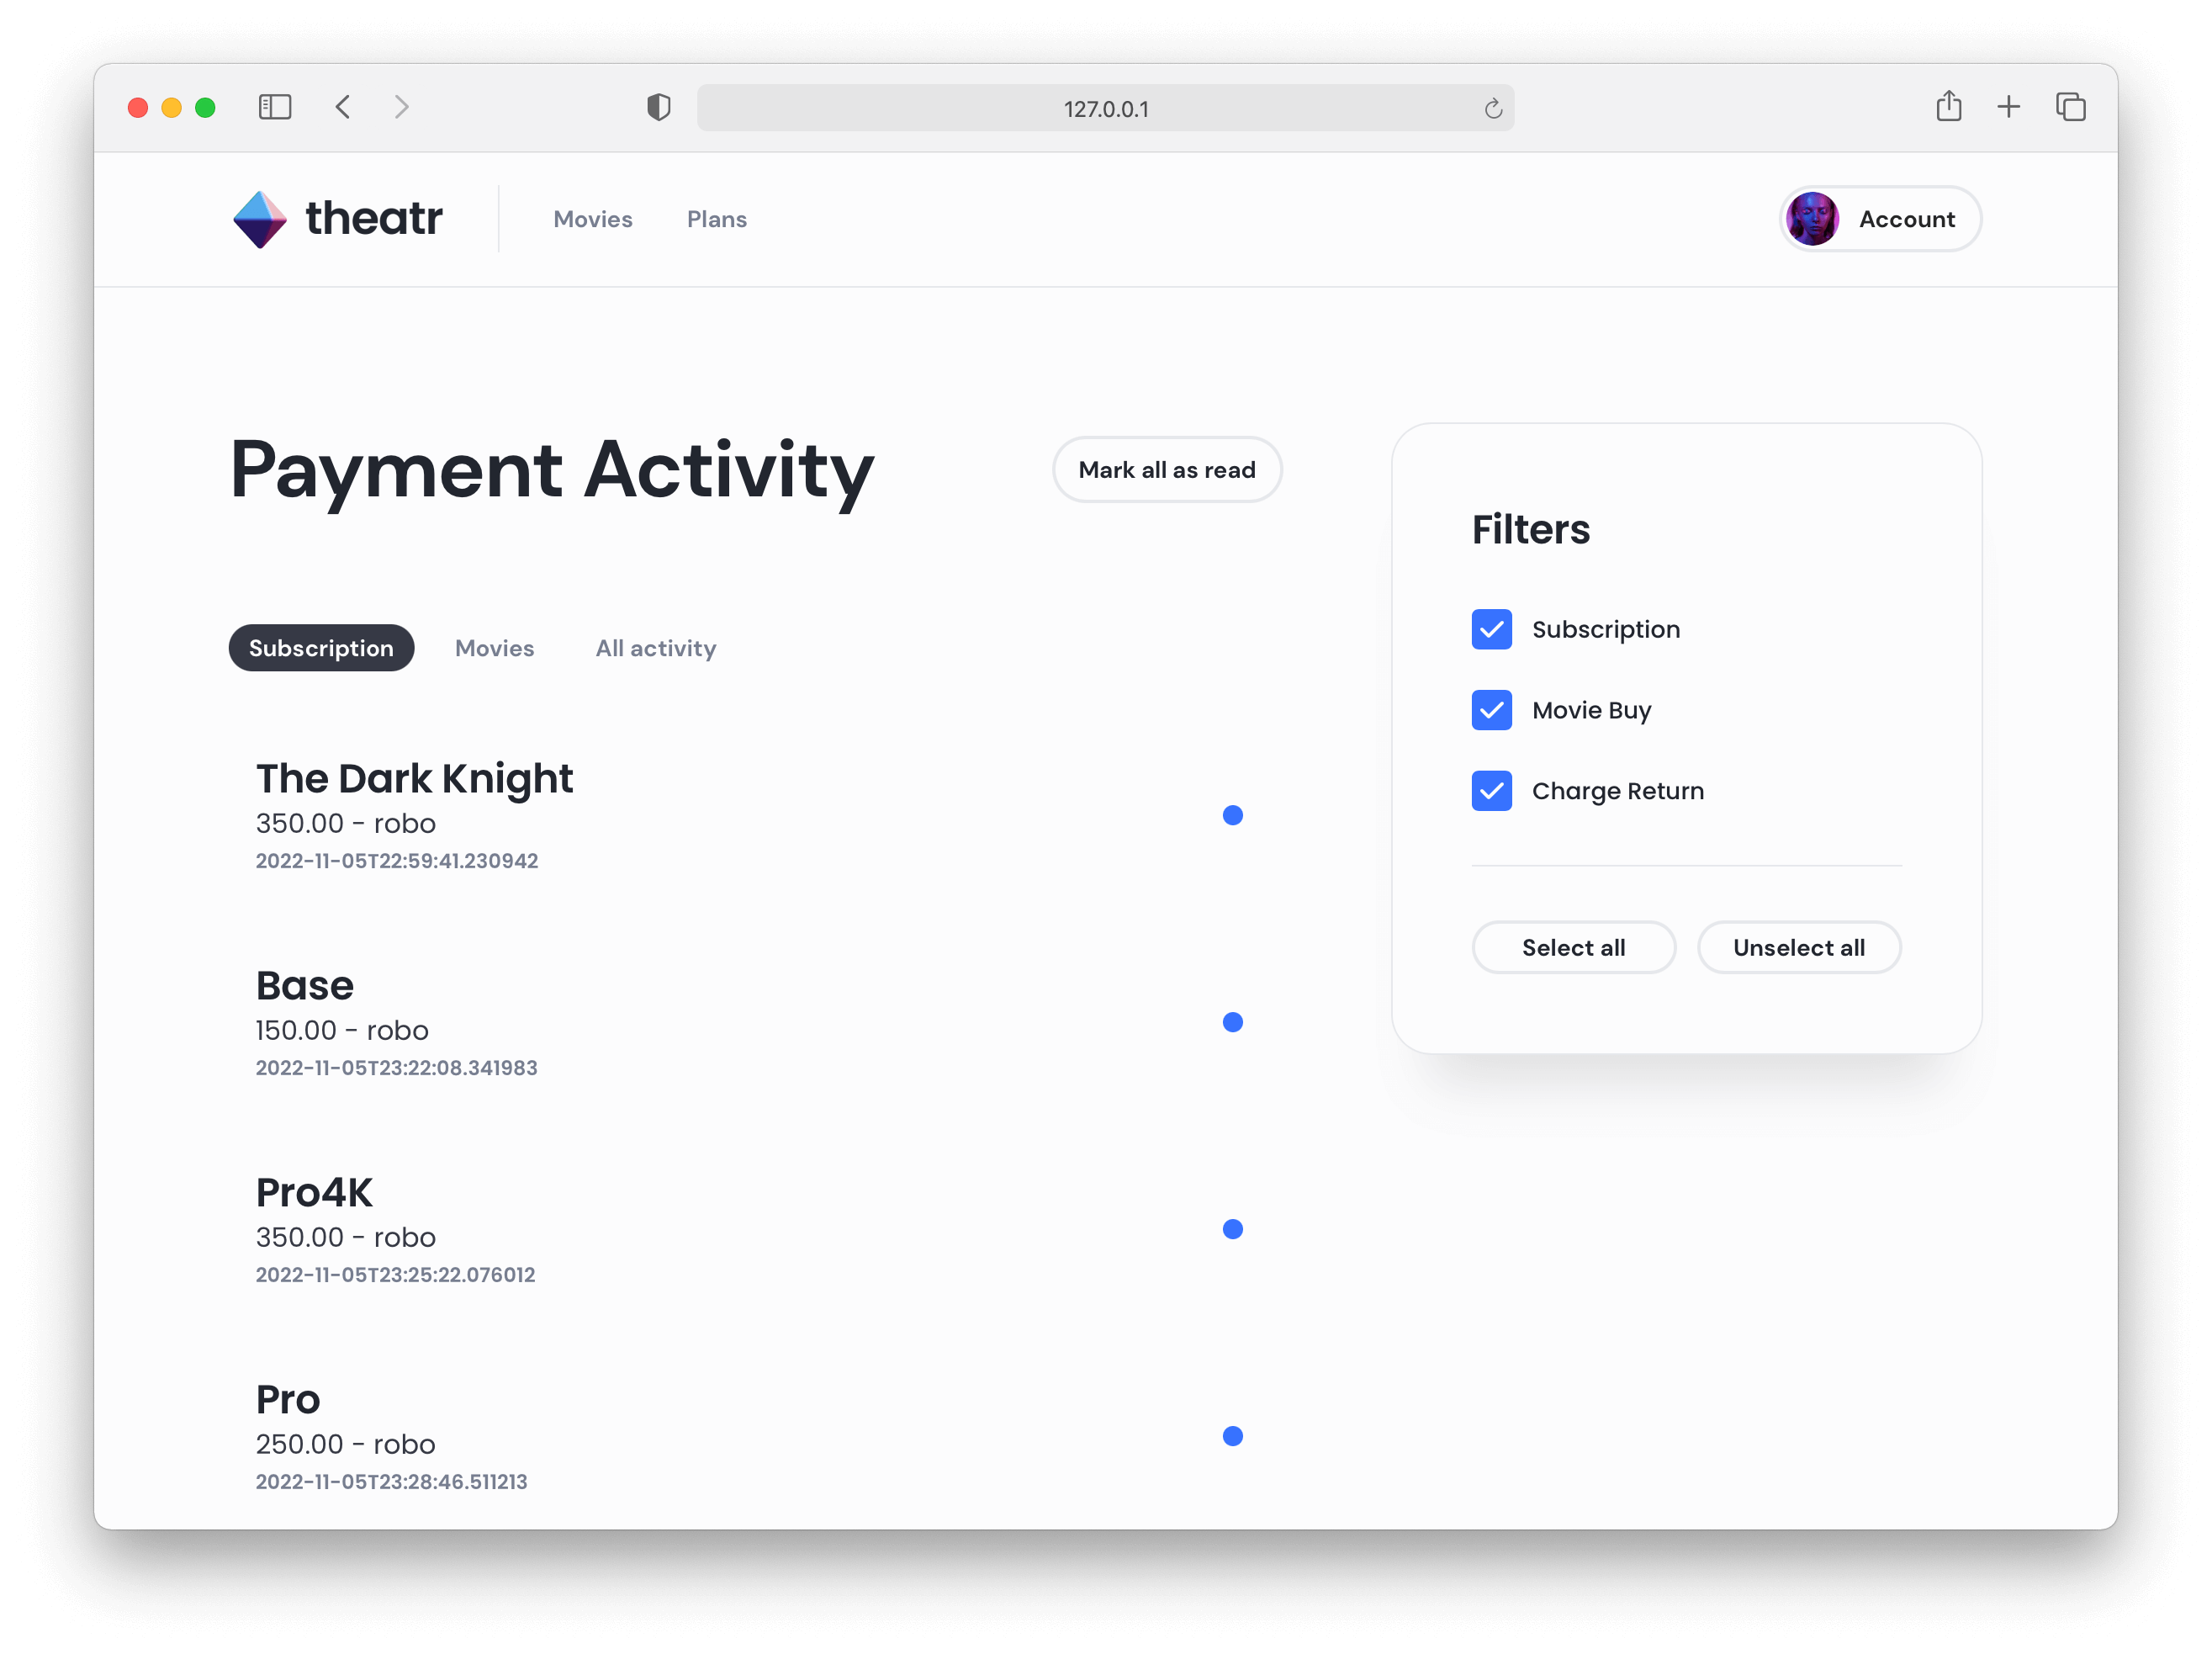 127.0.0.1
theatr
Movies
Plans
Account
Payment Activity
Mark all as read
Subscription
Movies
All activity
The Dark Knight
350.00 - robo
2022-11-05T22:59:41.230942
Base
150.00 - robo
2022-11-05T23:22:08.341983
Pro4K
350.00 - robo
2022-11-05T23:25:22.076012
Pro
250.00 - robo
2022-11-05T23:28:46.511213
Filters
Subscription
Movie Buy
Charge Return
Select all
Unselect all